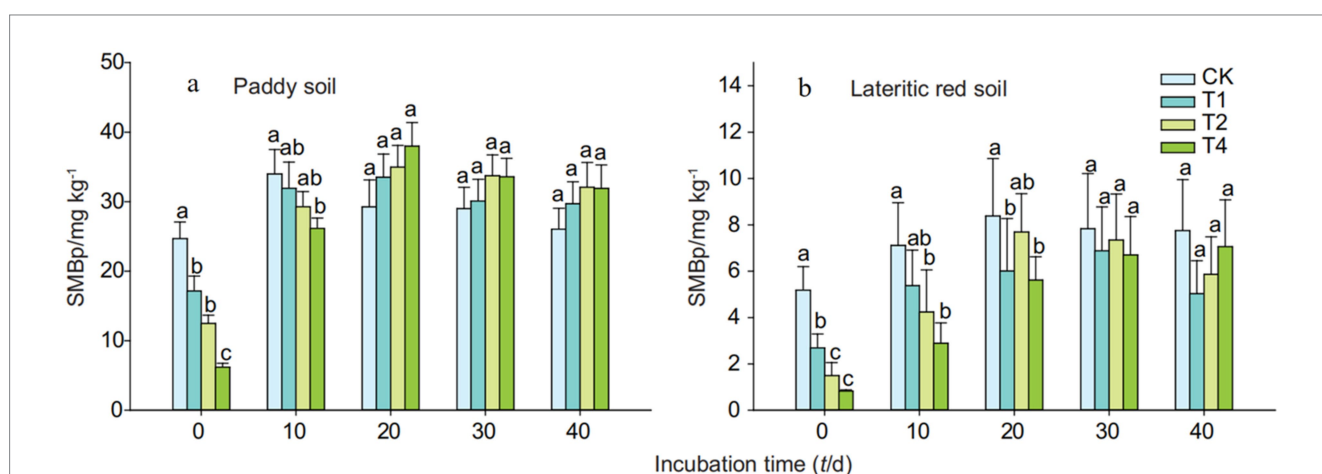 a Paddy soil
SMBp/mg kg⁻¹
50
40
30
20
10
0
a b b c
a ab ab b
a a a a
a a a a
a a a a
0 10 20 30 40
b Lateritic red soil
SMBp/mg kg⁻¹
14
12
10
8
6
4
2
0
CK
T1
T2
T4
a b c c
a ab b b
a b ab b
a a a a
a a a a
0 10 20 30 40
Incubation time (t/d)